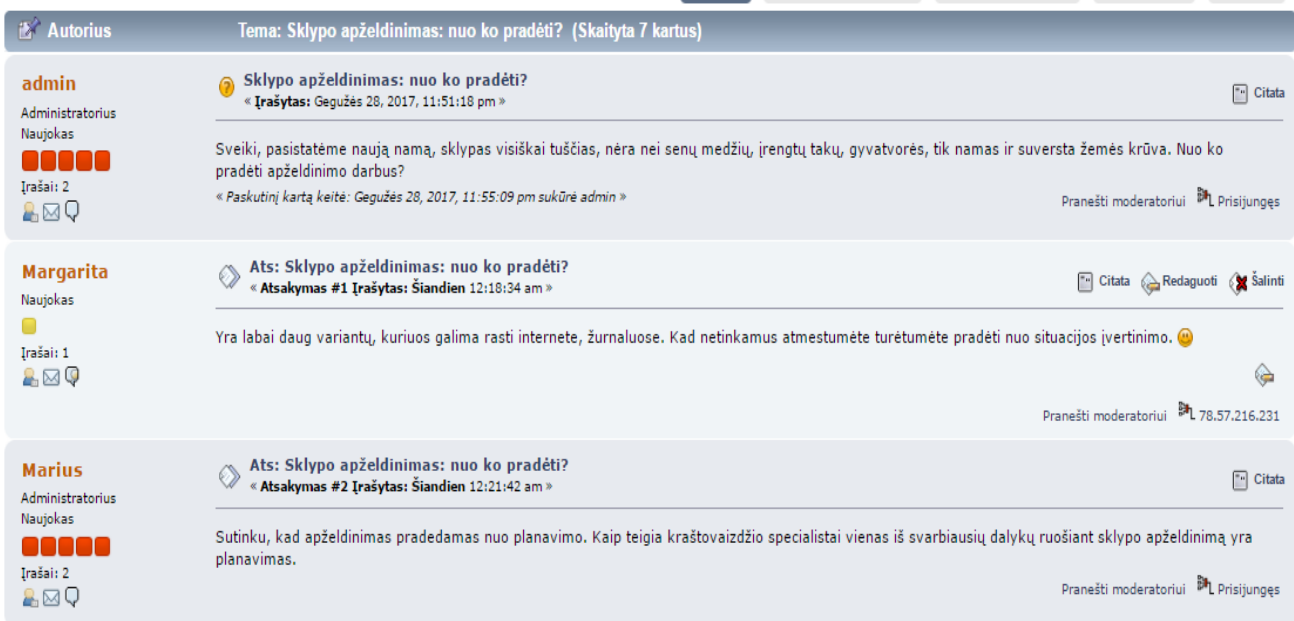 Autorius Tema: Sklypo apželdinimas: nuo ko pradėti? (Skaityta 7 kartus)
admin
Administratorius
Naujokas
Įrašai: 2
Sklypo apželdinimas: nuo ko pradėti?
« Įrašytas: Gegužės 28, 2017, 11:51:18 pm »
Citata
Sveiki, pasistatėme naują namą, sklypas visiškai tuščias, nėra nei senų medžių, įrengtų takų, gyvatvorės, tik namas ir suversta žemės krūva. Nuo ko
pradėti apželdinimo darbus?
« Paskutinį kartą keitė: Gegužės 28, 2017, 11:55:09 pm sukūrė admin »
Pranešti moderatoriui Prisijungęs
Margarita
Naujokas
Įrašai: 1
Ats: Sklypo apželdinimas: nuo ko pradėti?
« Atsakymas #1 Įrašytas: Šiandien 12:18:34 am »
Citata Redaguoti Šalinti
Yra labai daug variantų, kuriuos galima rasti internete, žurnaluose. Kad netinkamus atmestumėte turėtumėte pradėti nuo situacijos įvertinimo.
Pranešti moderatoriui 78.57.216.231
Marius
Administratorius
Naujokas
Įrašai: 2
Ats: Sklypo apželdinimas: nuo ko pradėti?
« Atsakymas #2 Įrašytas: Šiandien 12:21:42 am »
Citata
Sutinku, kad apželdinimas pradedamas nuo planavimo. Kaip teigia kraštovaizdžio specialistai vienas iš svarbiausių dalykų ruošiant sklypo apželdinimą yra
planavimas.
Pranešti moderatoriui Prisijungęs